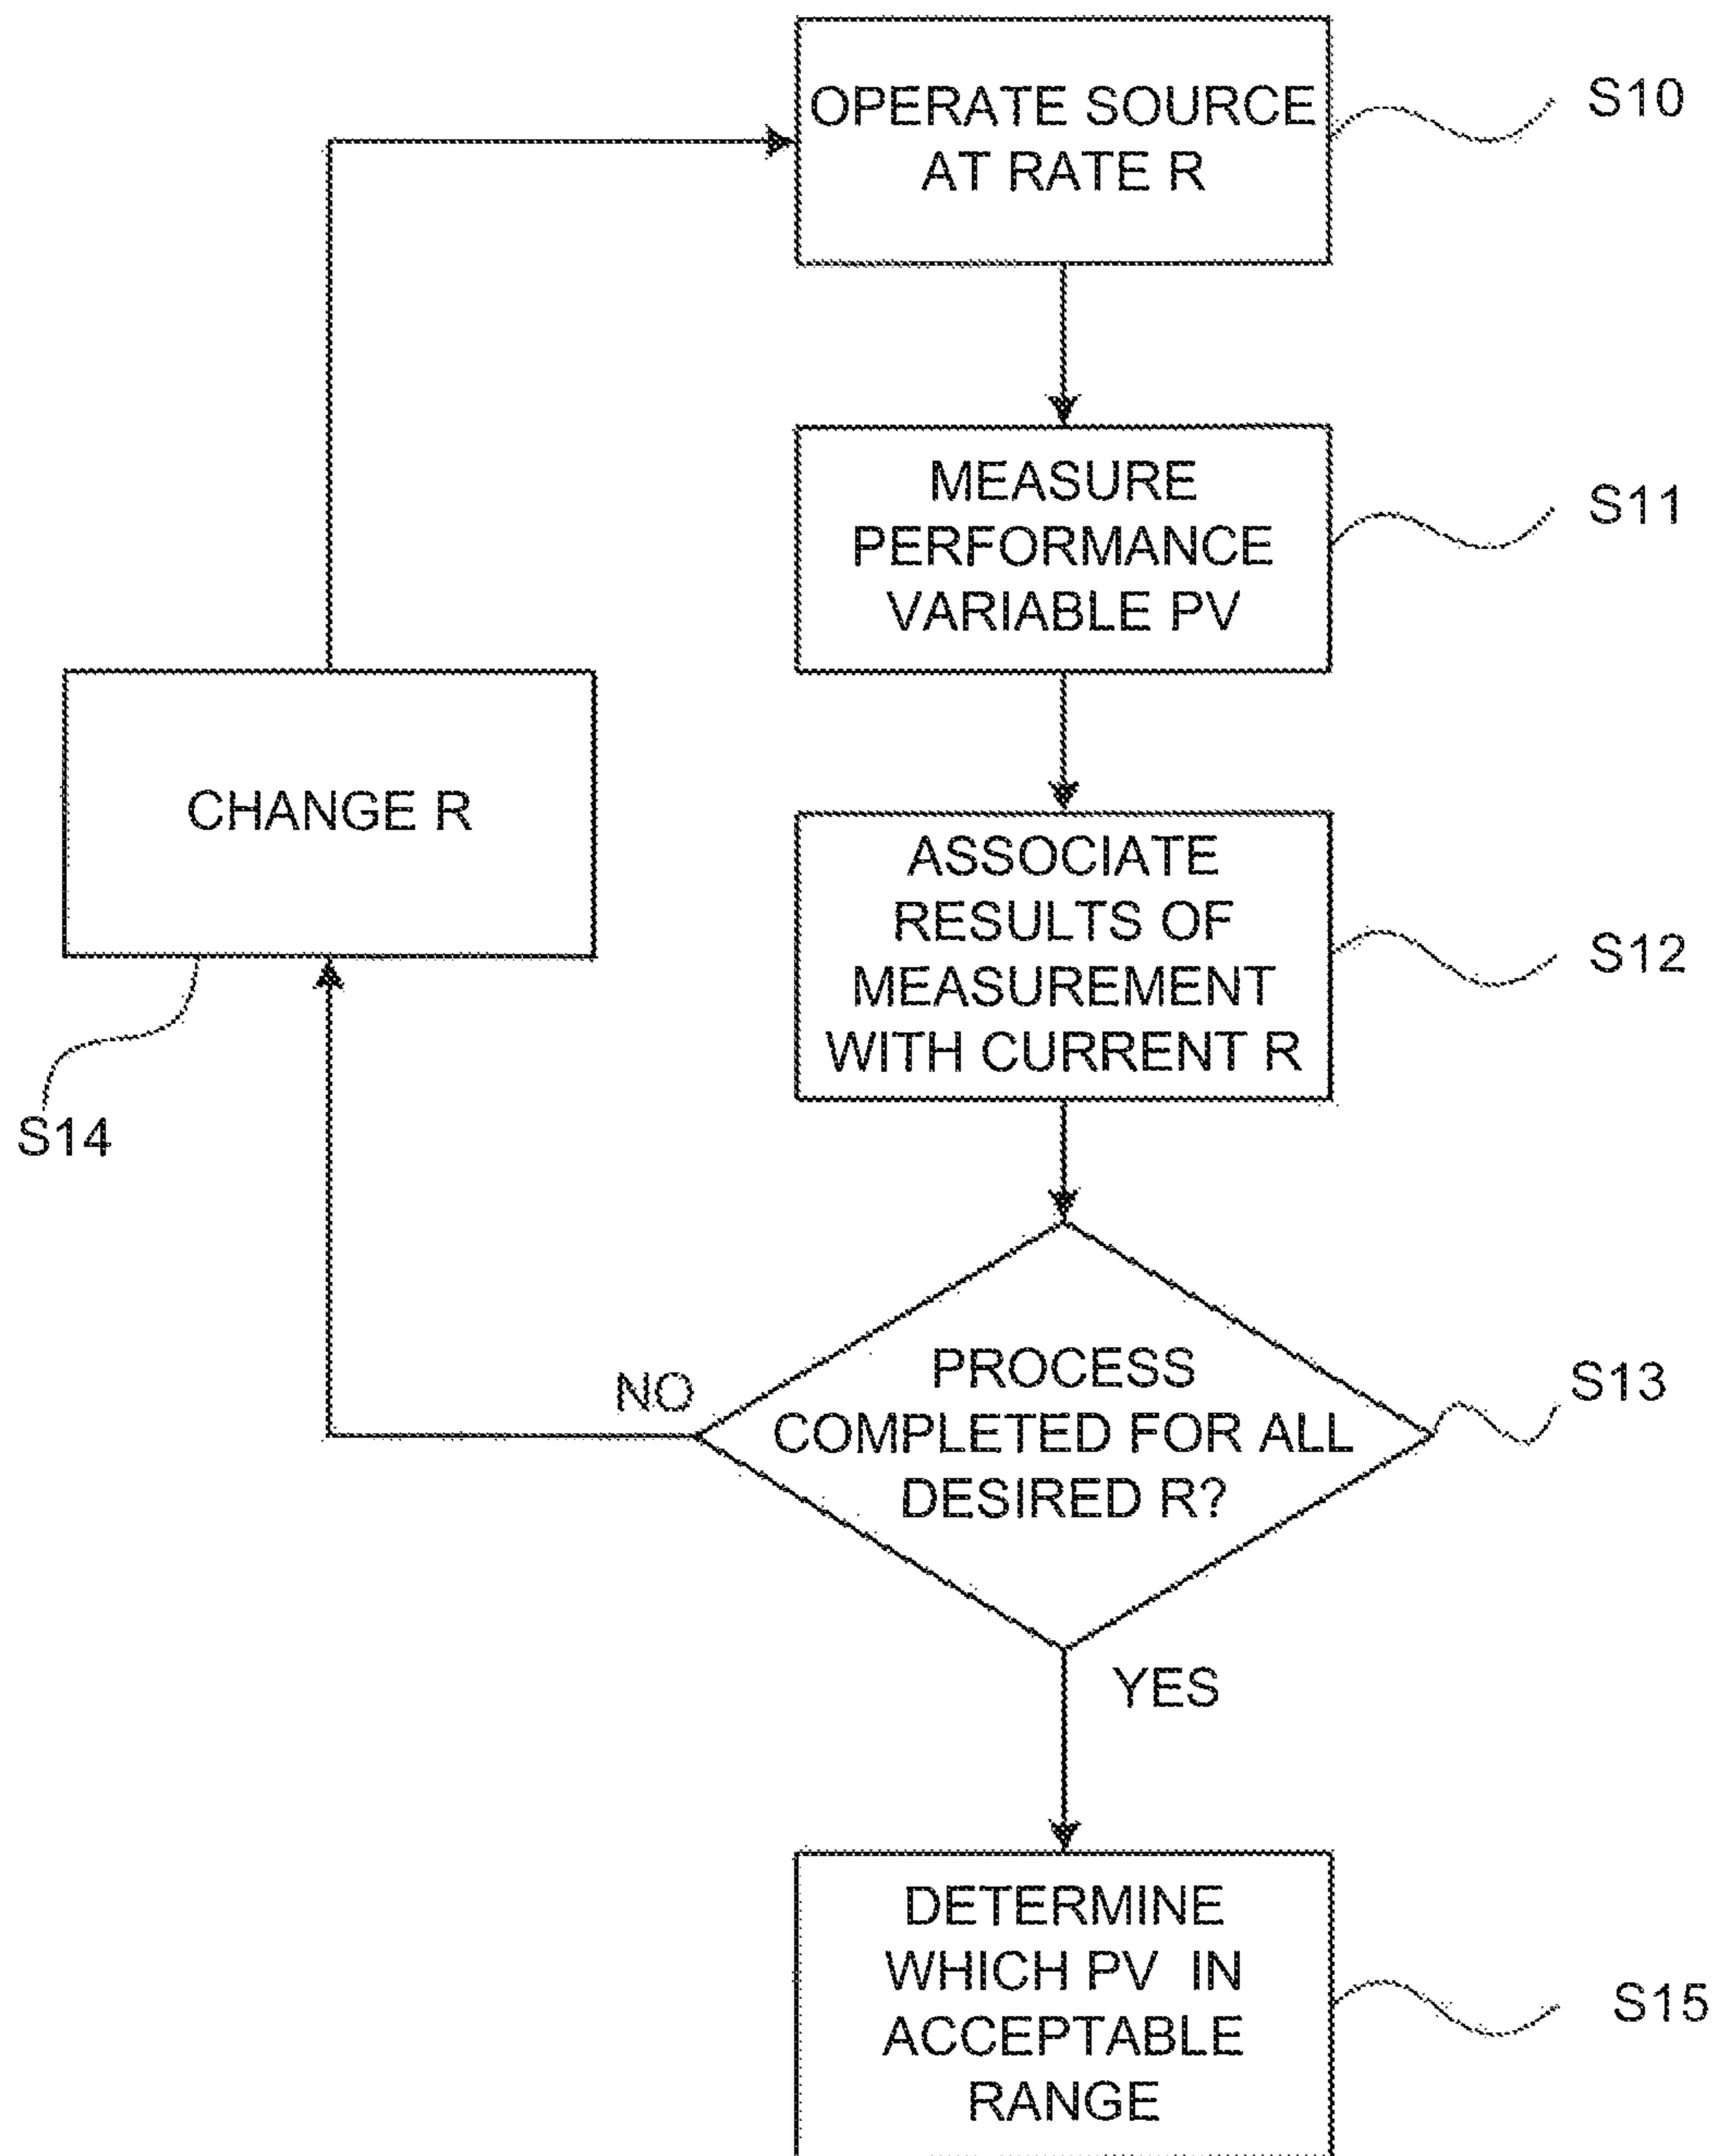 OPERATE SOURCE
AT RATE R
S10
MEASURE
PERFORMANCE
VARIABLE PV
S11
CHANGE R
S14
ASSOCIATE
RESULTS OF
MEASUREMENT
WITH CURRENT R
S12
PROCESS
COMPLETED FOR ALL
DESIRED R?
S13
NO
YES
DETERMINE
WHICH PV IN
ACCEPTABLE
RANGE
S15